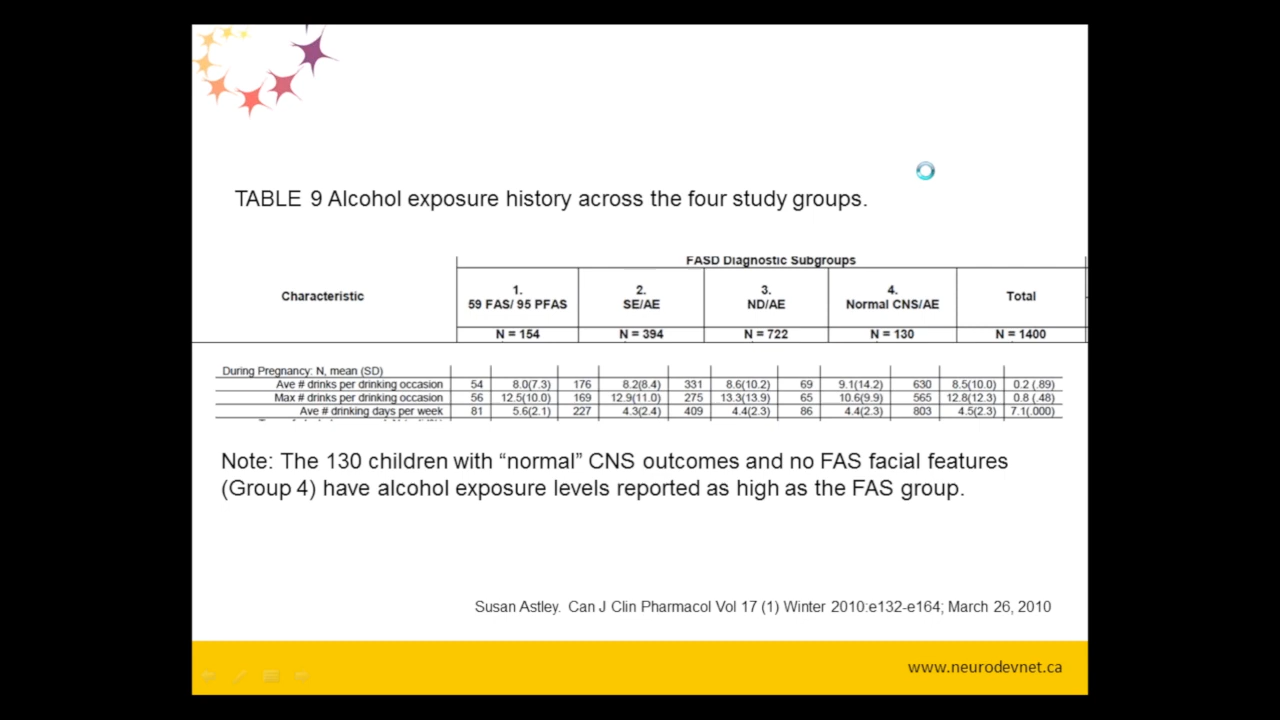 TABLE 9 Alcohol exposure history across the four study groups.
FASD Diagnostic Subgroups
Characteristic 1. 2. 3. 4. Total
59 FAS/ 95 PFAS SE/AE ND/AE Normal CNS/AE
N = 154 N = 394 N = 722 N = 130 N = 1400
During Pregnancy: N, mean (SD)
Ave # drinks per drinking occasion 54 8.0(7.3) 176 8.2(8.4) 331 8.6(10.2) 69 9.1(14.2) 630 8.5(10.0) 0.2 (.89)
Max # drinks per drinking occasion 56 12.5(10.0) 169 12.9(11.0) 275 13.3(13.9) 65 10.6(9.9) 565 12.8(12.3) 0.8 (.48)
Ave # drinking days per week 81 5.6(2.1) 227 4.3(2.4) 409 4.4(2.3) 86 4.4(2.3) 803 4.5(2.3) 7.1(.000)
Note: The 130 children with “normal” CNS outcomes and no FAS facial features
(Group 4) have alcohol exposure levels reported as high as the FAS group.
Susan Astley. Can J Clin Pharmacol Vol 17 (1) Winter 2010:e132-e164; March 26, 2010
www.neurodevnet.ca